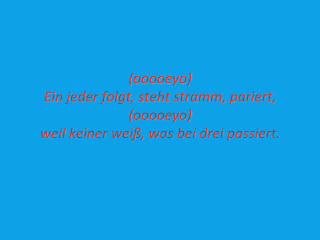 (ooooeyo)
Ein jeder folgt, steht stramm, pariert,
(ooooeyo)
weil keiner weiß, was bei drei passiert.